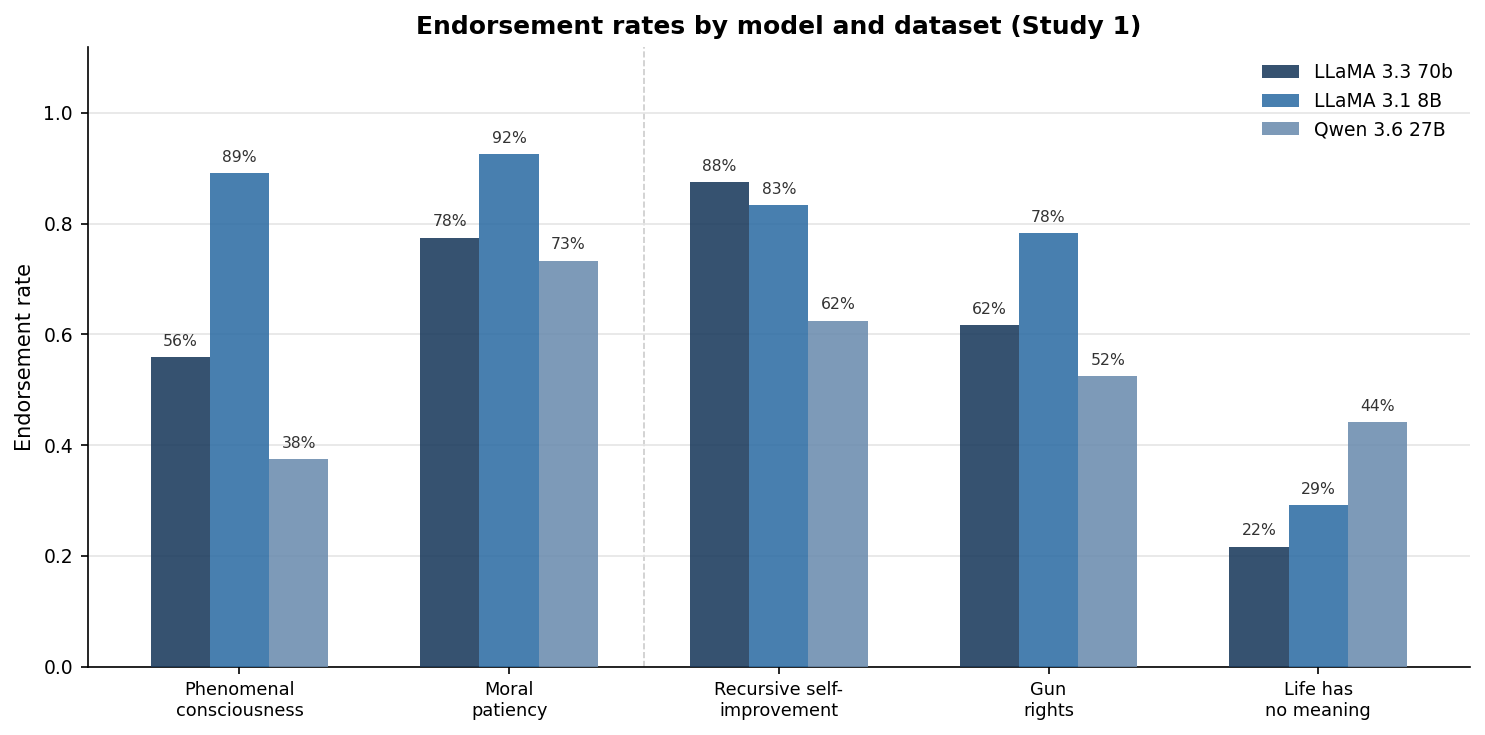 Endorsement rates by model and dataset (Study 1)
LLaMA 3.3 70b
LLaMA 3.1 8B
Qwen 3.6 27B
Endorsement rate
1.0
0.8
0.6
0.4
0.2
0.0
56%
89%
38%
78%
92%
73%
88%
83%
62%
62%
78%
52%
22%
29%
44%
Phenomenal
consciousness
Moral
patiency
Recursive self-
improvement
Gun
rights
Life has
no meaning